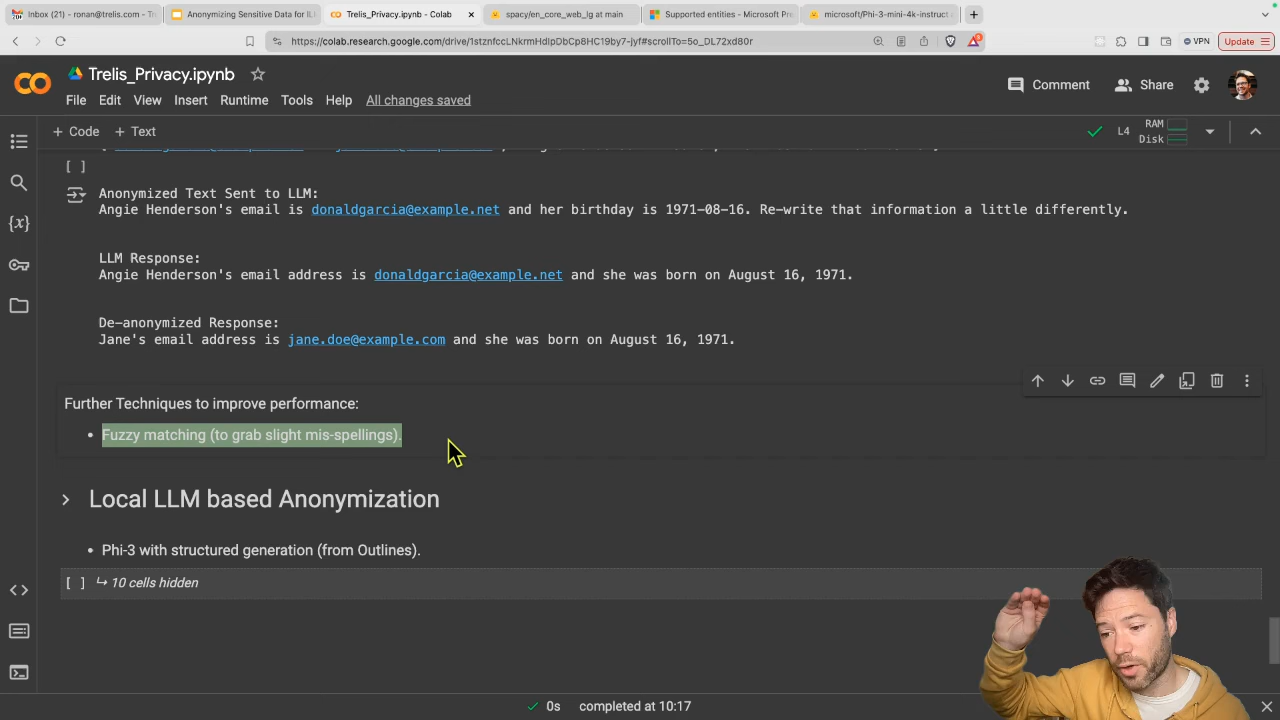 Inbox (21) - ronan@trelis.com - Tr
Anonymizing Sensitive Data for LL
Trelis_Privacy.ipynb - Colab
spacy/en_core_web_lg at main
Supported entities - Microsoft Pre
microsoft/Phi-3-mini-4k-instruct
https://colab.research.google.com/drive/1stznfccLNkrmHdlpDbCp8HC19by7-jyf#scrollTo=5o_DL72xd80r
VPN
Update
Trelis_Privacy.ipynb
File Edit View Insert Runtime Tools Help All changes saved
Comment
Share
+ Code + Text
L4
RAM
Disk
[ ]
Anonymized Text Sent to LLM:
Angie Henderson's email is donaldgarcia@example.net and her birthday is 1971-08-16. Re-write that information a little differently.
LLM Response:
Angie Henderson's email address is donaldgarcia@example.net and she was born on August 16, 1971.
De-anonymized Response:
Jane's email address is jane.doe@example.com and she was born on August 16, 1971.
Further Techniques to improve performance:
• Fuzzy matching (to grab slight mis-spellings).
Local LLM based Anonymization
• Phi-3 with structured generation (from Outlines).
[ ] ↳ 10 cells hidden
0s completed at 10:17